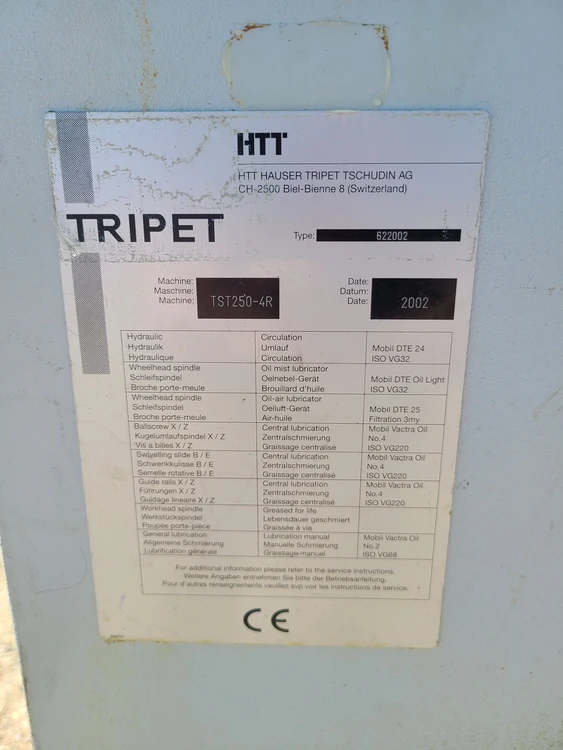 HTT
HTT HAUSER TRIPET TSCHUDIN AG
CH-2500 Biel-Bienne 8 (Switzerland)
TRIPET
Type: 622002
Machine: Date:
Maschine: TST250-4R Datum: 2002
Machine: Date:
Hydraulic Circulation
Hydraulik Umlauf Mobil DTE 24
Hydraulique Circulation ISO VG32
Wheelhead spindle Oil mist lubricator
Schleifspindel Oelnebel-Gerät Mobil DTE Oil Light
Broche porte-meule Brouillard d'huile ISO VG32
Wheelhead spindle Oil-air lubricator
Schleifspindel Oelluft-Gerät Mobil DTE 25
Broche porte-meule Air-huile Filtration 3my
Ballscrew X / Z Central lubrication Mobil Vactra Oil
Kugelumlaufspindel X / Z Zentralschmierung No.4
Vis a billes X / Z Graissage centralisé ISO VG220
Swivelling slide B / E Central lubrication Mobil Vactra Oil
Schwenkkulisse B / E Zentralschmierung No.4
Semelle rotative B / E Graissage centralisé ISO VG220
Guide rails X / Z Central lubrication Mobil Vactra Oil
Führungen X / Z Zentralschmierung No.4
Guidage lineaire X / Z Graissage centralisé ISO VG220
Workhead spindle Greased for life
Werkstückspindel Lebensdauer geschmiert
Poupée porte-pièce Graissée à vie
General lubrication Lubrication manual Mobil Vactra Oil
Allgemeine Schmierung Manuelle Schmierung No.2
Lubrification générale Graissage manuel ISO VG68
For additional information please refer to the service instructions.
Weitere Angaben entnehmen Sie bitte der Betriebsanleitung.
Pour d'autres renseignements veuillez svp voir les instructions de service.
CE